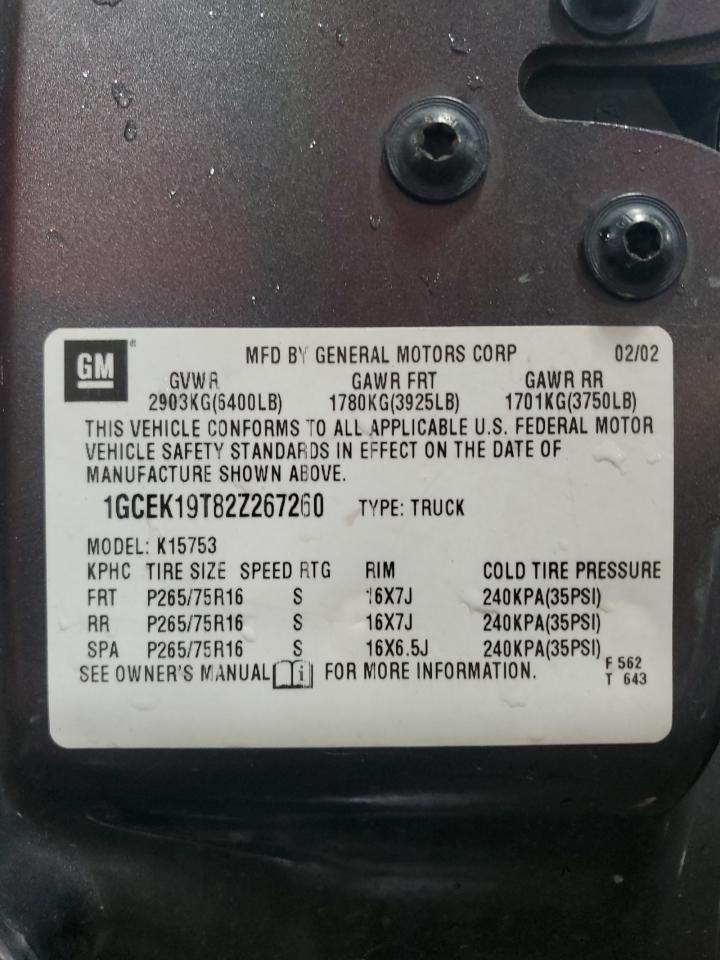 GM
MFD BY GENERAL MOTORS CORP 02/02
GVWR GAWR FRT GAWR RR
2903KG(6400LB) 1780KG(3925LB) 1701KG(3750LB)
THIS VEHICLE CONFORMS TO ALL APPLICABLE U.S. FEDERAL MOTOR
VEHICLE SAFETY STANDARDS IN EFFECT ON THE DATE OF
MANUFACTURE SHOWN ABOVE.
1GCEK19T82Z267260 TYPE: TRUCK
MODEL: K15753
KPHC TIRE SIZE SPEED RTG RIM COLD TIRE PRESSURE
FRT P265/75R16 S 16X7J 240KPA(35PSI)
RR P265/75R16 S 16X7J 240KPA(35PSI)
SPA P265/75R16 S 16X6.5J 240KPA(35PSI)
SEE OWNER'S MANUAL i FOR MORE INFORMATION.
F 562
T 643